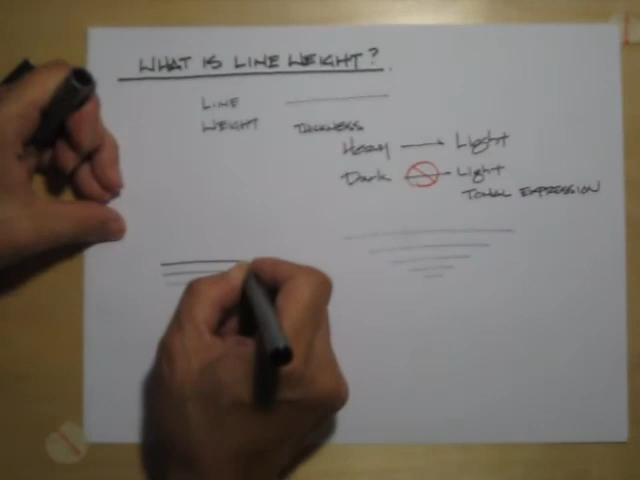 WHAT IS LINE WEIGHT?
LINE
WEIGHT THICKNESS
Heavy Light
Dark Light
TONAL EXPRESSION